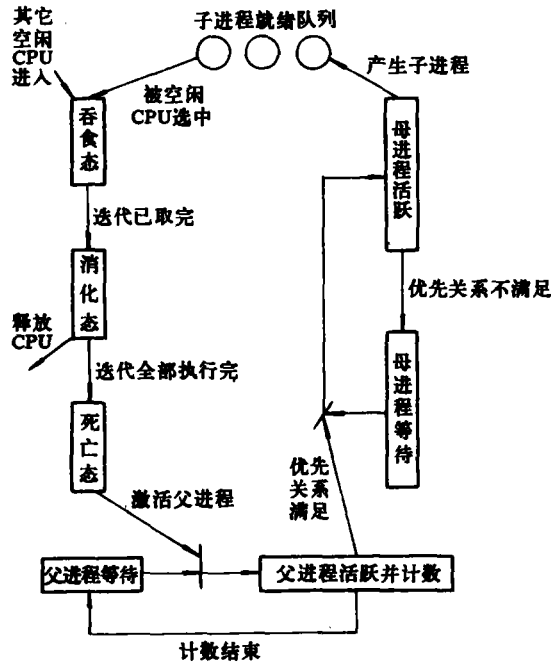 其它
空闲
CPU
进入
子进程就绪队列
产生子进程
被空闲
CPU选中
吞食态
母进程活跃
迭代已取完
消化态
优先关系不满足
释放
CPU
迭代全部执行完
母进程等待
死亡态
优先
关系
满足
激活父进程
父进程等待
父进程活跃并计数
计数结束